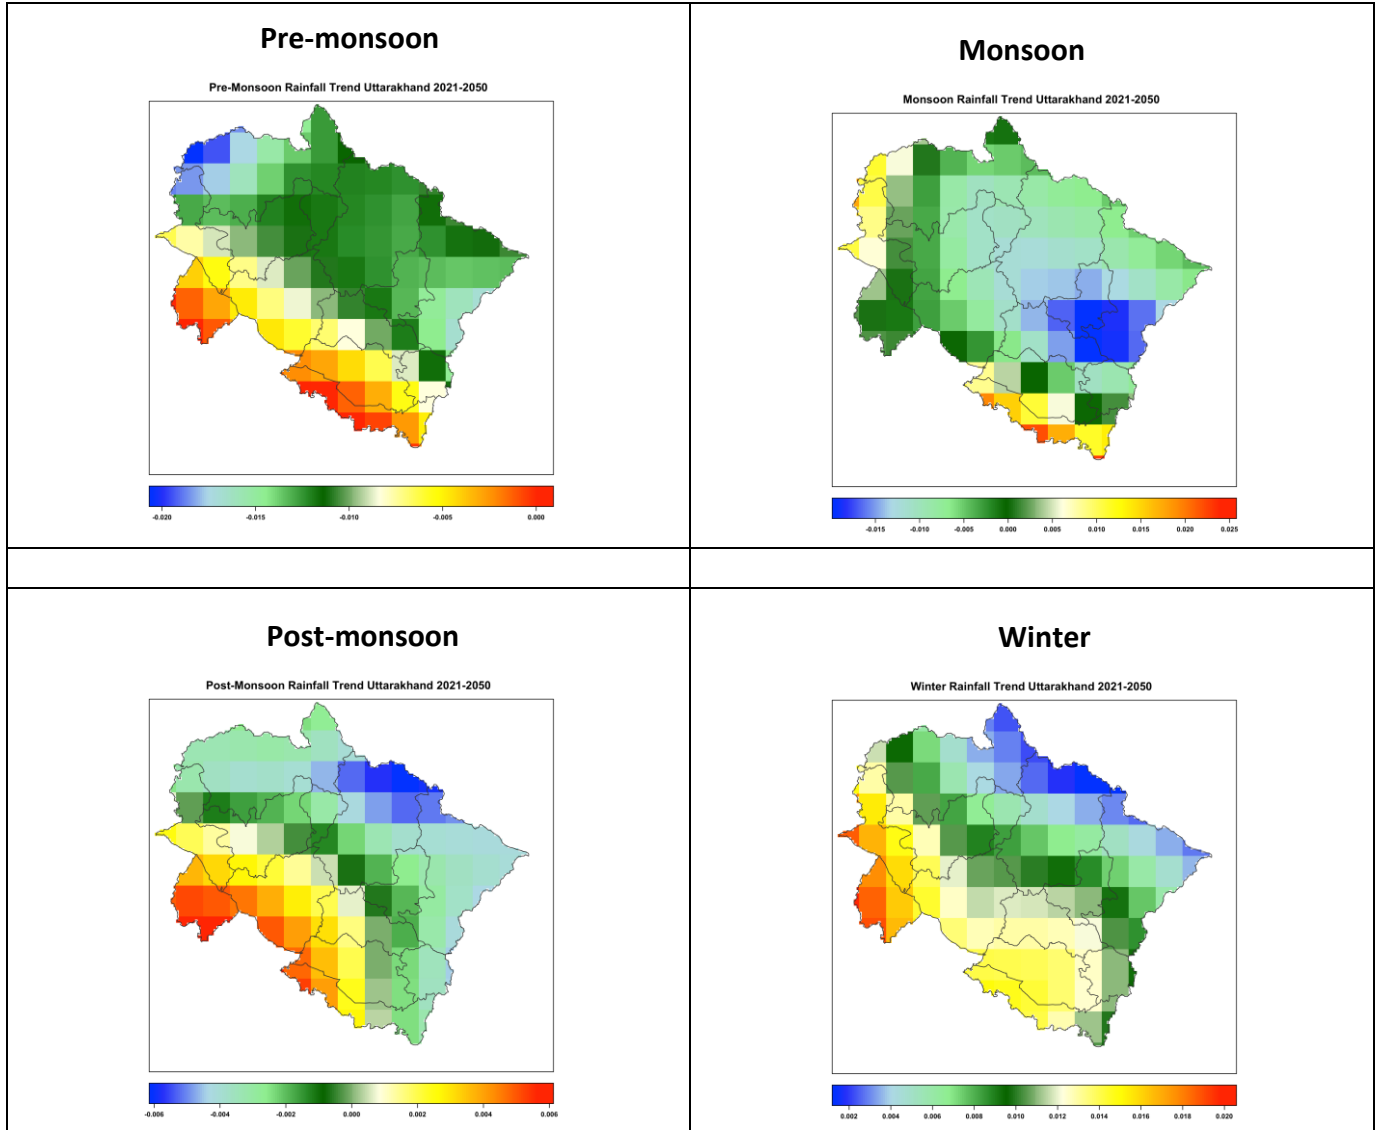 Pre-monsoon
Pre-Monsoon Rainfall Trend Uttarakhand 2021-2050
-0.020 -0.015 -0.010 -0.005 0.000
Monsoon
Monsoon Rainfall Trend Uttarakhand 2021-2050
-0.015 -0.010 -0.005 0.000 0.005 0.010 0.015 0.020 0.025
Post-monsoon
Post-Monsoon Rainfall Trend Uttarakhand 2021-2050
-0.006 -0.004 -0.002 0.000 0.002 0.004 0.006
Winter
Winter Rainfall Trend Uttarakhand 2021-2050
0.002 0.004 0.006 0.008 0.010 0.012 0.014 0.016 0.018 0.020